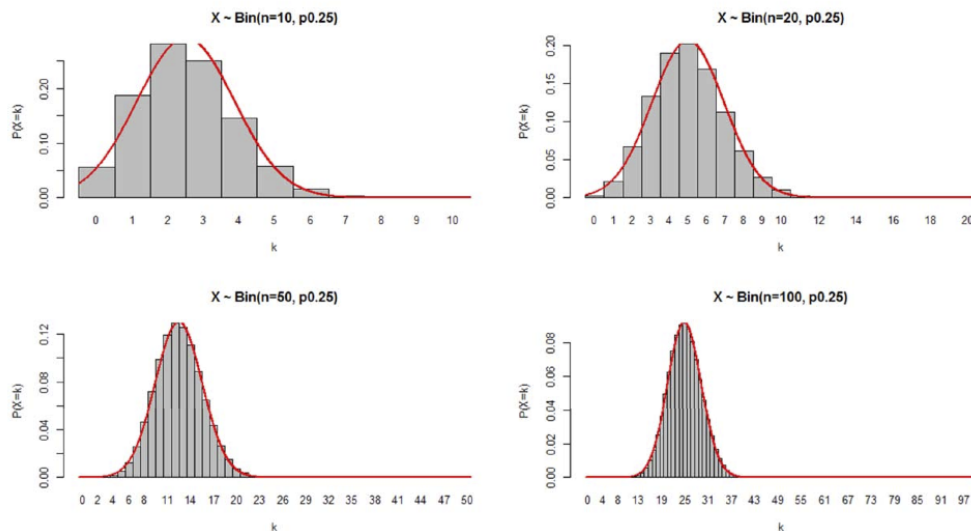 X ~ Bin(n=10, p0.25)
P(X=k)
0.00 0.10 0.20
0 1 2 3 4 5 6 7 8 9 10
k
X ~ Bin(n=20, p0.25)
P(X=k)
0.00 0.05 0.10 0.15 0.20
0 1 2 3 4 5 6 7 8 9 10 12 14 16 18 20
k
X ~ Bin(n=50, p0.25)
P(X=k)
0.00 0.04 0.08 0.12
0 2 4 6 8 11 14 17 20 23 26 29 32 35 38 41 44 47 50
k
X ~ Bin(n=100, p0.25)
P(X=k)
0.00 0.02 0.04 0.06 0.08
0 4 8 13 19 25 31 37 43 49 55 61 67 73 79 85 91 97
k